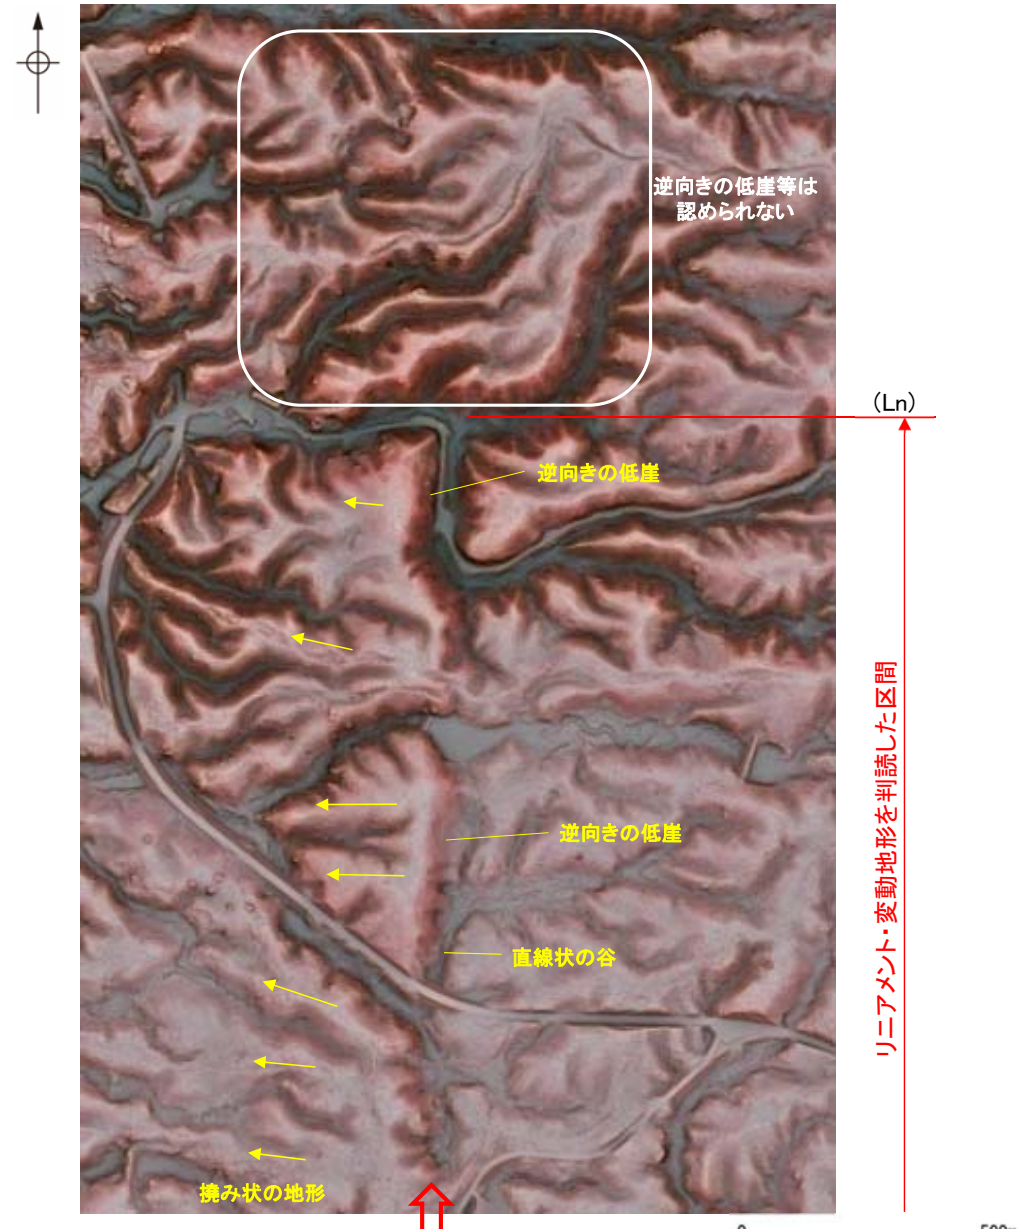 逆向きの低崖等は
認められない
(Ln)
逆向きの低崖
リニアメント・変動地形を判読した区間
逆向きの低崖
直線状の谷
撓み状の地形